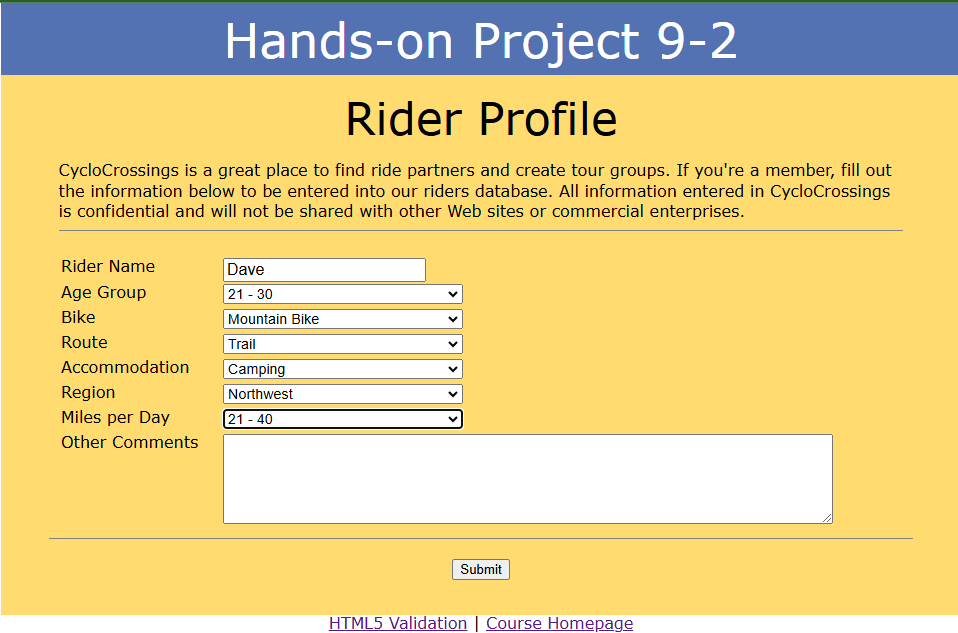 Hands-on Project 9-2
Rider Profile
CycloCrossings is a great place to find ride partners and create tour groups. If you're a member, fill out
the information below to be entered into our riders database. All information entered in CycloCrossings
is confidential and will not be shared with other Web sites or commercial enterprises.
Rider Name Dave
Age Group 21 - 30
Bike Mountain Bike
Route Trail
Accommodation Camping
Region Northwest
Miles per Day 21 - 40
Other Comments
Submit
HTML5 Validation | Course Homepage